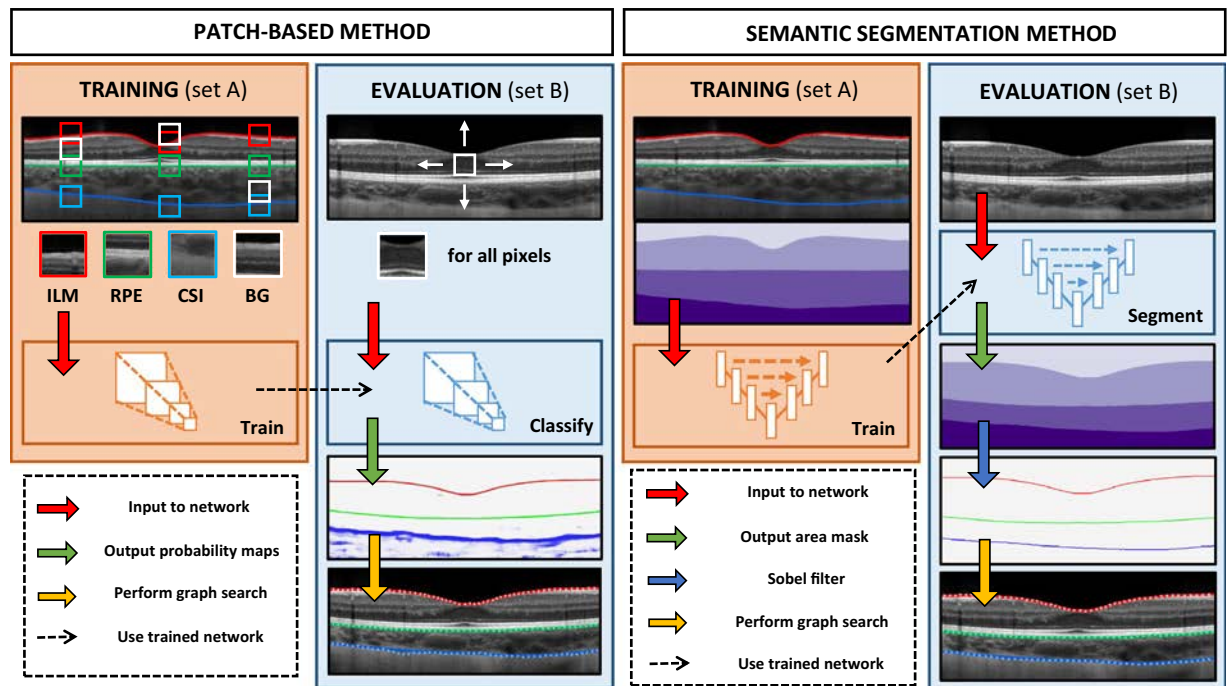 PATCH-BASED METHOD
TRAINING (set A)
ILM RPE CSI BG
Train
EVALUATION (set B)
for all pixels
Classify
Input to network
Output probability maps
Perform graph search
Use trained network
SEMANTIC SEGMENTATION METHOD
TRAINING (set A)
Train
EVALUATION (set B)
Segment
Input to network
Output area mask
Sobel filter
Perform graph search
Use trained network